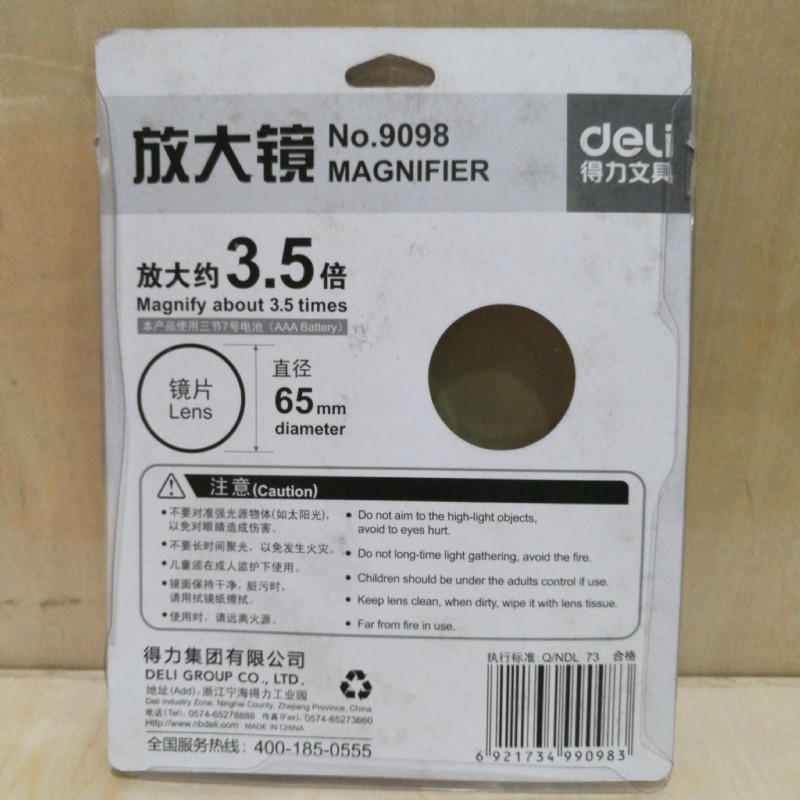 放大镜
No.9098
MAGNIFIER
deli
得力文具
放大约3.5倍
Magnify about 3.5 times
本产品使用三节7号电池（AAA Battery）
镜片
Lens
直径
65mm
diameter
注意(Caution)
• 不要对准强光源物体(如太阳光),
以免对眼睛造成伤害。
• 不要长时间聚光，以免发生火灾。
• 儿童须在成人监护下使用。
• 镜面保持干净，脏污时,
请用拭镜纸擦拭。
• 使用时，请远离火源。
• Do not aim to the high-light objects,
avoid to eyes hurt.
• Do not long-time light gathering, avoid the fire.
• Children should be under the adults control if use.
• Keep lens clean, when dirty, wipe it with lens tissue.
• Far from fire in use.
得力集团有限公司
DELI GROUP CO., LTD.
地址(Add): 浙江宁海得力工业园
Deli Industry Zone, Ninghai County, Zhejiang Province, China
电话(Tel): 0574-65278888 传真(Fax): 0574-65273660
Http://www.nbdeli.com MADE IN CHINA
全国服务热线: 400-185-0555
执行标准 Q/NDL 73 合格
6 921734 990983